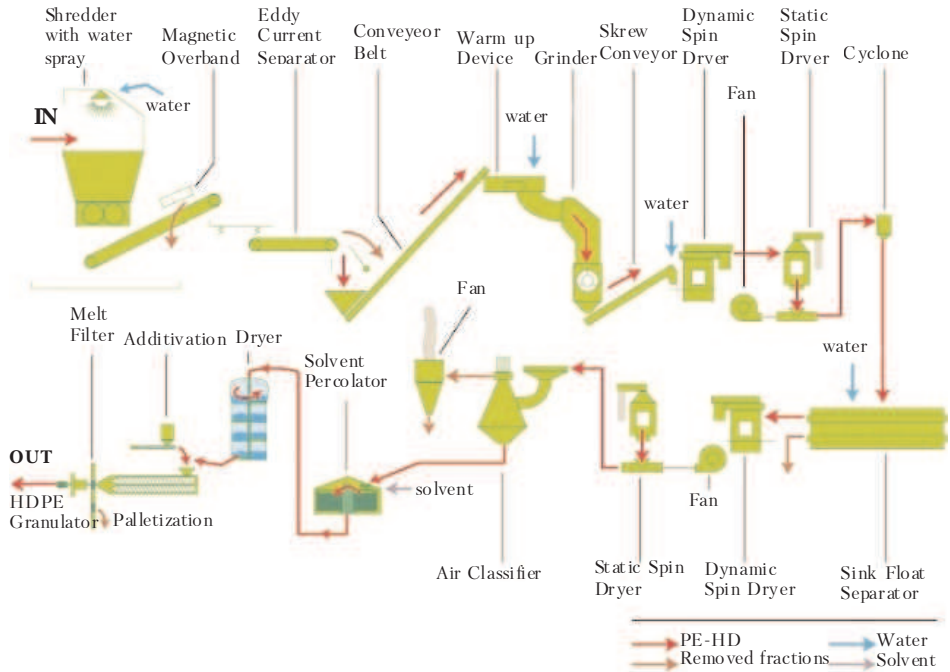 Shredder
with water
spray
Magnetic
Overband
Eddy
Current
Separator
Conveyeor
Belt
Warm up
Device
Grinder
Skrew
Conveyor
Dynamic
Spin
Drver
Static
Spin
Drver
Cyclone
Fan
water
IN
water
water
Melt
Filter
Additivation
Dryer
Solvent
Percolator
Fan
water
OUT
HDPE
Granulator
Palletization
solvent
Fan
Air Classifier
Static Spin
Dryer
Dynamic
Spin Dryer
Sink Float
Separator
PE-HD
Water
Removed fractions
Solvent